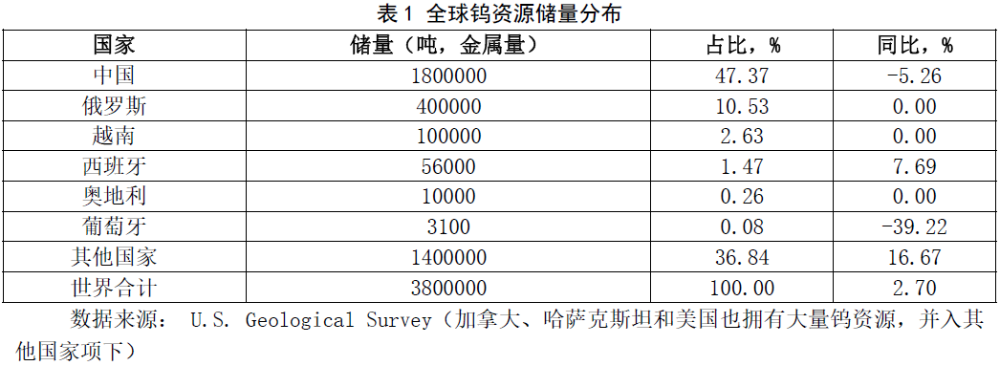 表1 全球钨资源储量分布
国家 储量（吨，金属量） 占比，% 同比，%
中国 1800000 47.37 -5.26
俄罗斯 400000 10.53 0.00
越南 100000 2.63 0.00
西班牙 56000 1.47 7.69
奥地利 10000 0.26 0.00
葡萄牙 3100 0.08 -39.22
其他国家 1400000 36.84 16.67
世界合计 3800000 100.00 2.70
数据来源： U.S. Geological Survey（加拿大、哈萨克斯坦和美国也拥有大量钨资源，并入其
他国家项下）